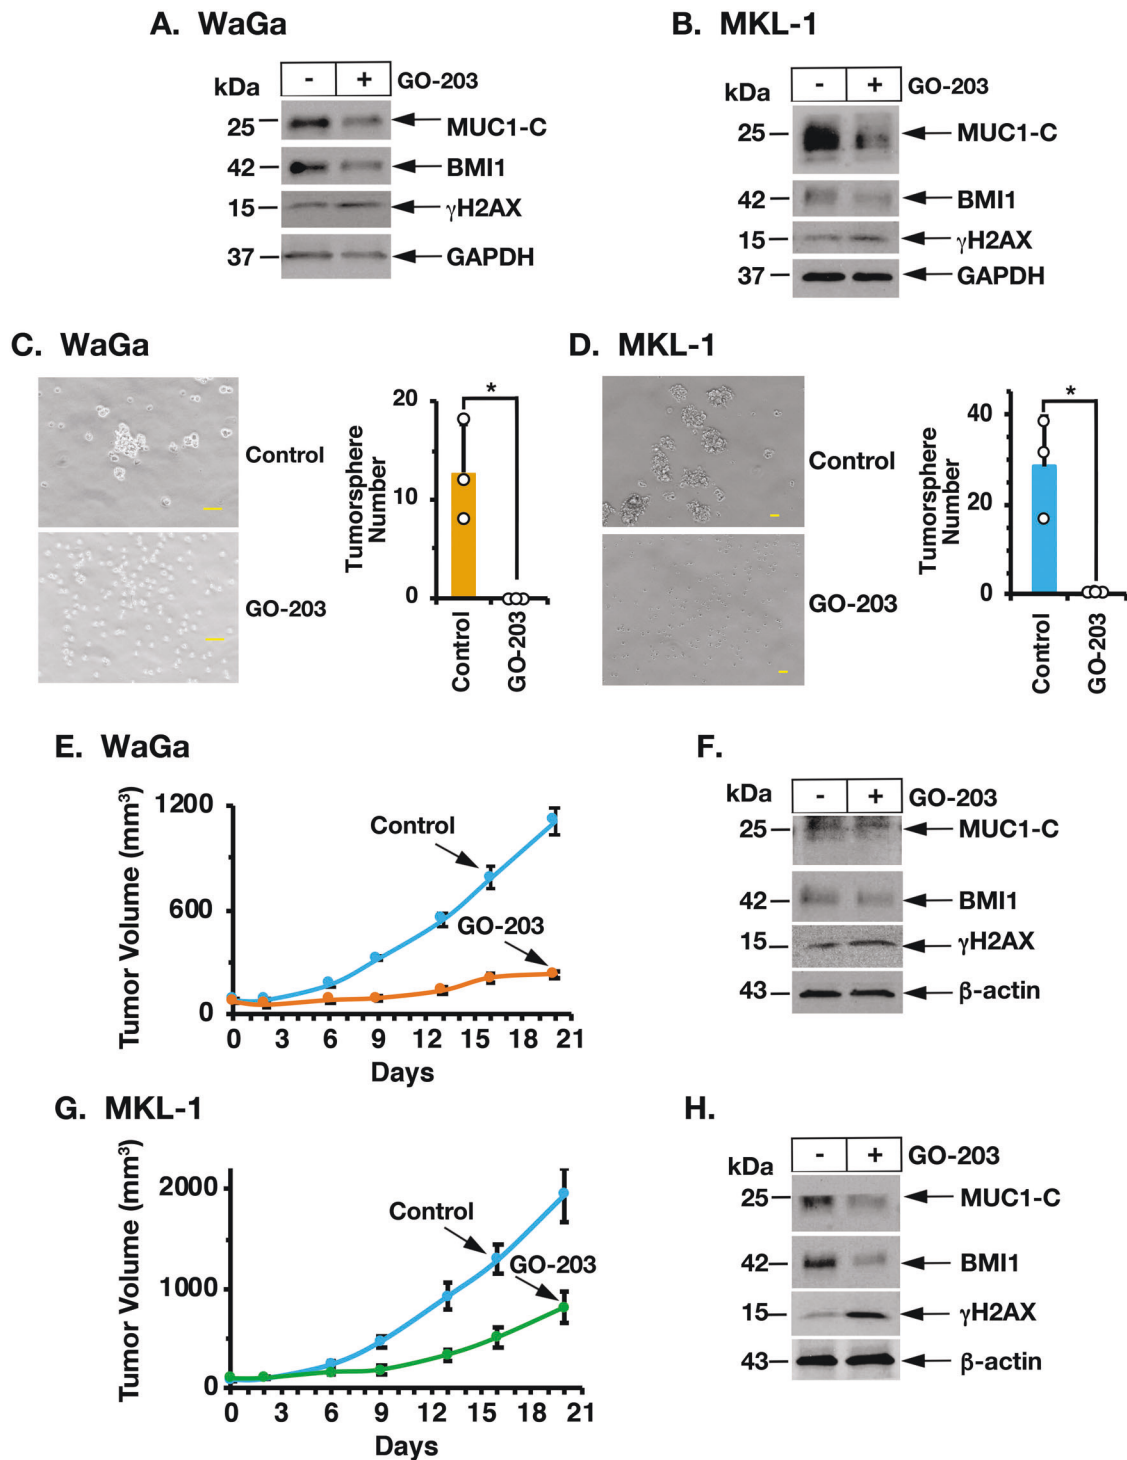 A. WaGa
kDa - + GO-203
25 MUC1-C
42 BMI1
15 γH2AX
37 GAPDH
B. MKL-1
kDa - + GO-203
25 MUC1-C
42 BMI1
15 γH2AX
37 GAPDH
C. WaGa
Control
GO-203
Tumorsphere
Number
20
10
0
*
Control
GO-203
D. MKL-1
Control
GO-203
Tumorsphere
Number
40
20
0
*
Control
GO-203
E. WaGa
Tumor Volume (mm³)
1200
600
0
Control
GO-203
0 3 6 9 12 15 18 21
Days
F.
kDa - + GO-203
25 MUC1-C
42 BMI1
15 γH2AX
43 β-actin
G. MKL-1
Tumor Volume (mm³)
2000
1000
0
Control
GO-203
0 3 6 9 12 15 18 21
Days
H.
kDa - + GO-203
25 MUC1-C
42 BMI1
15 γH2AX
43 β-actin